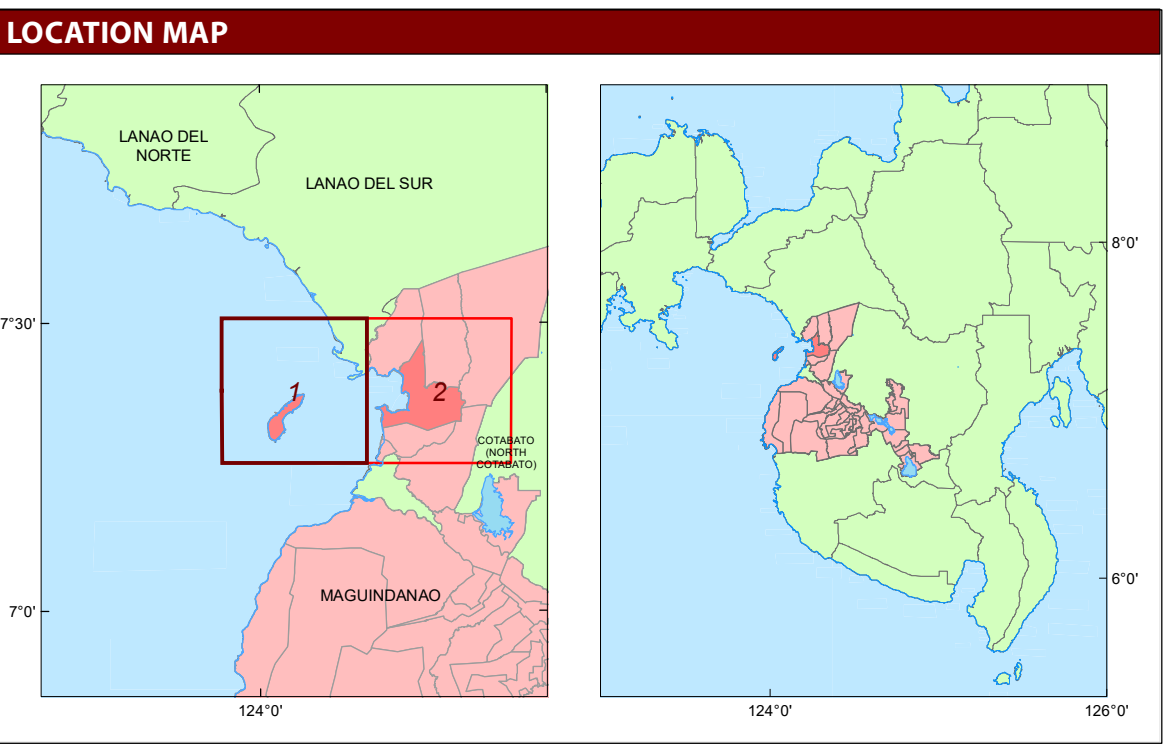 LOCATION MAP
LANAO DEL
NORTE
LANAO DEL SUR
7°30'
1
2
COTABATO
(NORTH
COTABATO)
MAGUINDANAO
7°0'
124°0'
8°0'
6°0'
124°0'
126°0'